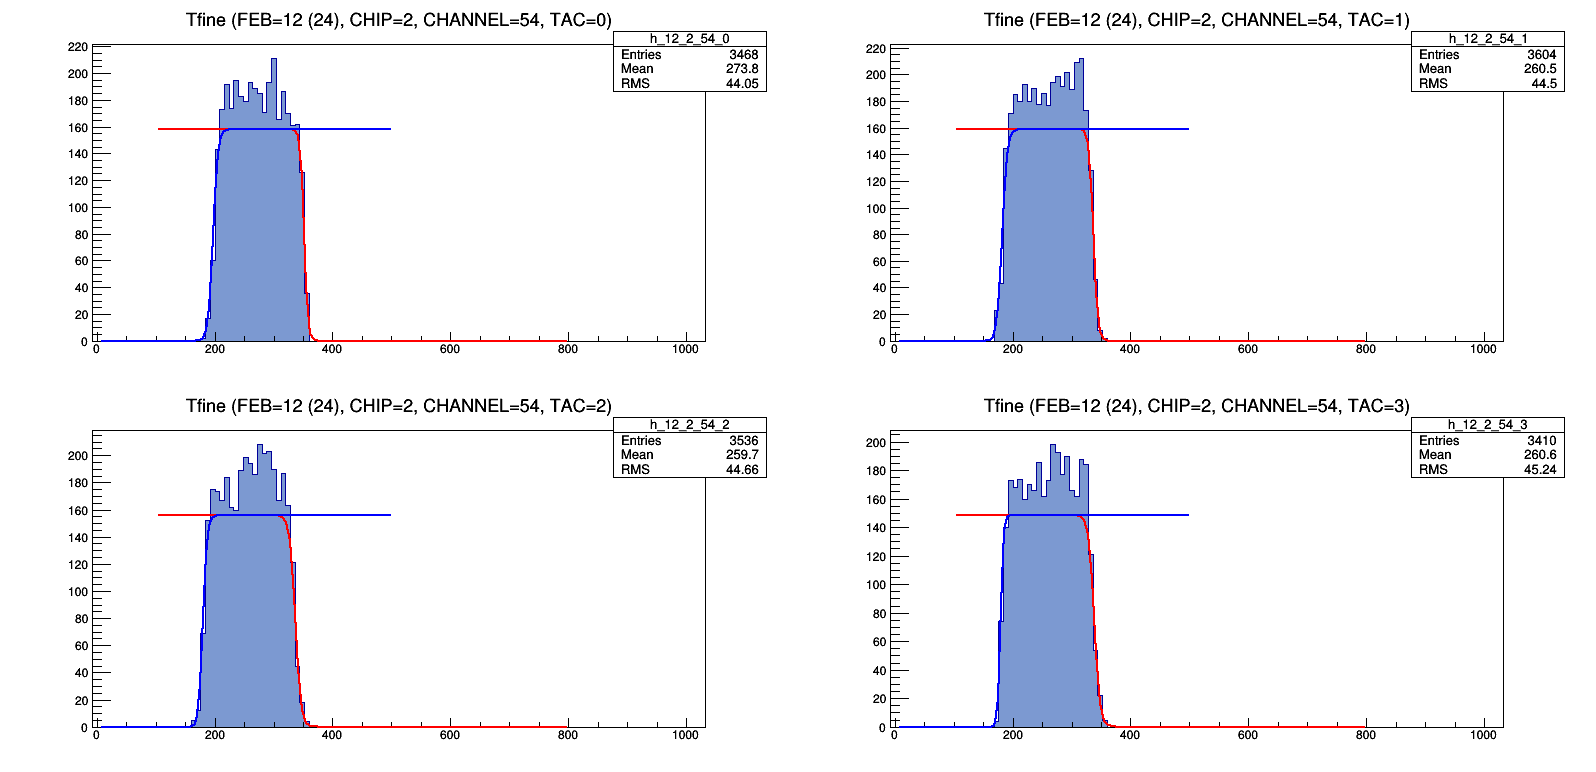 Tfine (FEB=12 (24), CHIP=2, CHANNEL=54, TAC=0)
h_12_2_54_0
Entries 3468
Mean 273.8
RMS 44.05
220
200
180
160
140
120
100
80
60
40
20
0
0 200 400 600 800 1000
Tfine (FEB=12 (24), CHIP=2, CHANNEL=54, TAC=1)
h_12_2_54_1
Entries 3604
Mean 260.5
RMS 44.5
220
200
180
160
140
120
100
80
60
40
20
0
0 200 400 600 800 1000
Tfine (FEB=12 (24), CHIP=2, CHANNEL=54, TAC=2)
h_12_2_54_2
Entries 3536
Mean 259.7
RMS 44.66
200
180
160
140
120
100
80
60
40
20
0
0 200 400 600 800 1000
Tfine (FEB=12 (24), CHIP=2, CHANNEL=54, TAC=3)
h_12_2_54_3
Entries 3410
Mean 260.6
RMS 45.24
200
180
160
140
120
100
80
60
40
20
0
0 200 400 600 800 1000